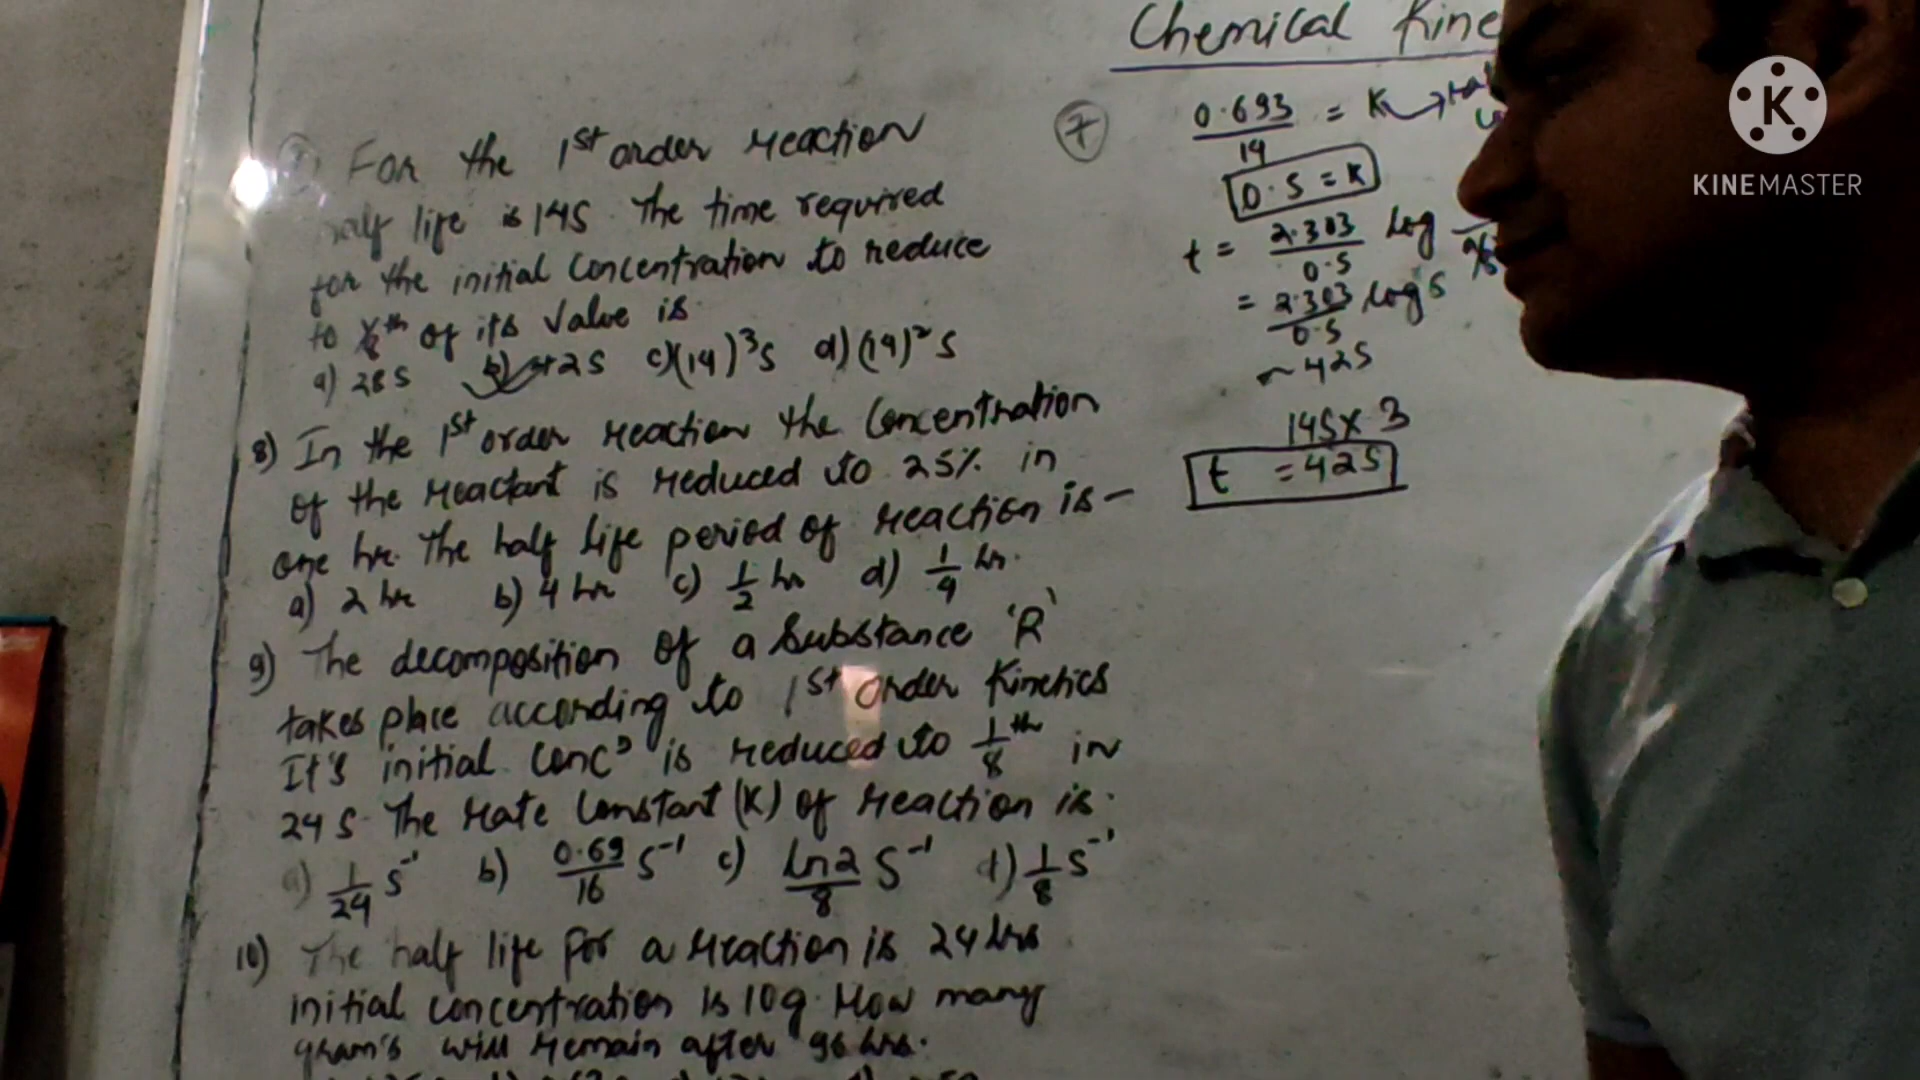 Chemical Kine
For the 1st order reaction
half life is 14S. The time required
for the initial concentration to reduce
to 1/8th of its value is
a) 28S b) 42S c) (14)³S d) (14)²S
8) In the 1st order reaction the concentration
of the reactant is reduced to 25% in
one hr. The half life period of reaction is -
a) 2 hr b) 4 hr c) 1/2 hr d) 1/4 hr.
9) The decomposition of a substance 'R'
takes place according to 1st order Kinetics
It's initial conc³ is reduced to 1/8th in
24 S. The rate constant (K) of reaction is.
a) 1/24 S⁻¹ b) 0.69/16 S⁻¹ c) ln2/8 S⁻¹ d) 1/8 S⁻¹
10) The half life for a reaction is 24 hrs
initial concentration is 10g. How many
gram's will remain after 96 hrs.
7
0.693/14 = K
0.5 = K
t = 2.303/0.5 log
= 2.303/0.5 log
~ 42S
14S x 3
t = 42S
K
KINEMASTER